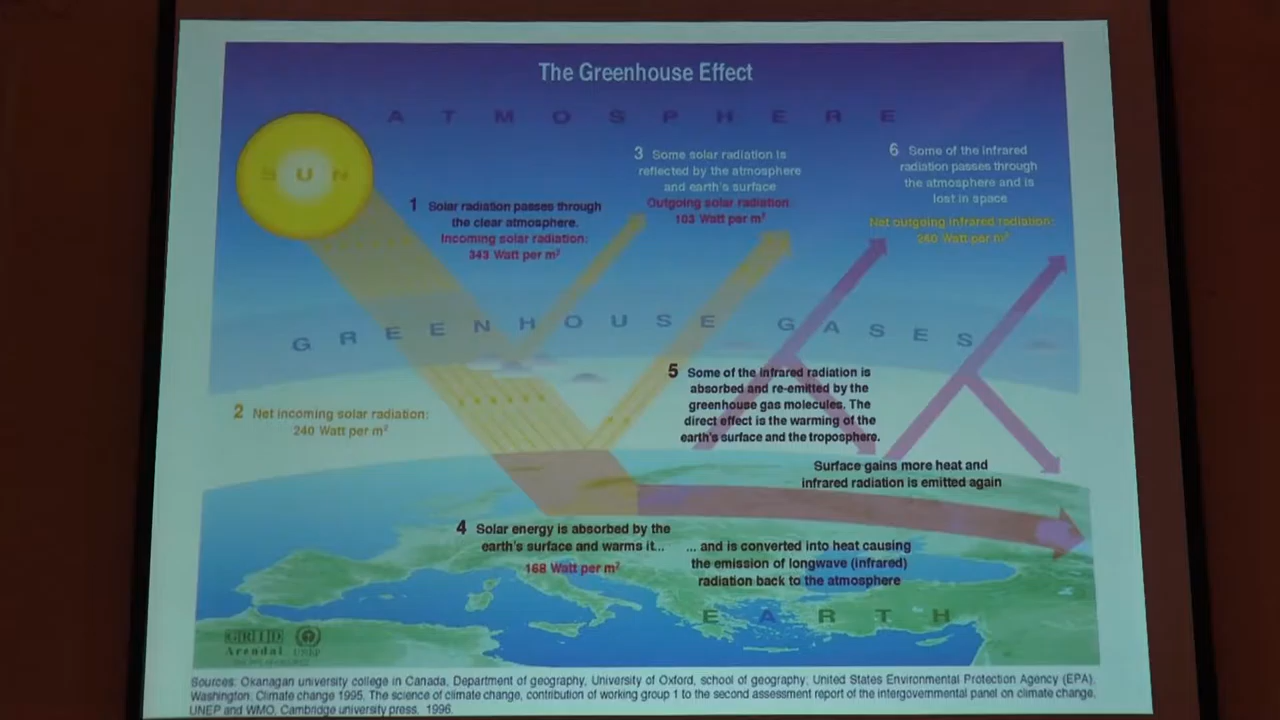 The Greenhouse Effect
A T M O S P H E R E
S U N
1 Solar radiation passes through
the clear atmosphere.
Incoming solar radiation:
343 Watt per m²
3 Some solar radiation is
reflected by the atmosphere
and earth's surface
Outgoing solar radiation:
103 Watt per m²
6 Some of the infrared
radiation passes through
the atmosphere and is
lost in space
Net outgoing infrared radiation:
240 Watt per m²
G R E E N H O U S E G A S E S
2 Net incoming solar radiation:
240 Watt per m²
5 Some of the infrared radiation is
absorbed and re-emitted by the
greenhouse gas molecules. The
direct effect is the warming of the
earth's surface and the troposphere.
Surface gains more heat and
infrared radiation is emitted again
4 Solar energy is absorbed by the
earth's surface and warms it...
168 Watt per m²
... and is converted into heat causing
the emission of longwave (infrared)
radiation back to the atmosphere
E A R T H
GRID
Arendal UNEP
Sources: Okanagan university college in Canada, Department of geography, University of Oxford, school of geography; United States Environmental Protection Agency (EPA),
Washington; Climate change 1995, The science of climate change, contribution of working group 1 to the second assessment report of the intergovernmental panel on climate change,
UNEP and WMO, Cambridge university press, 1996.